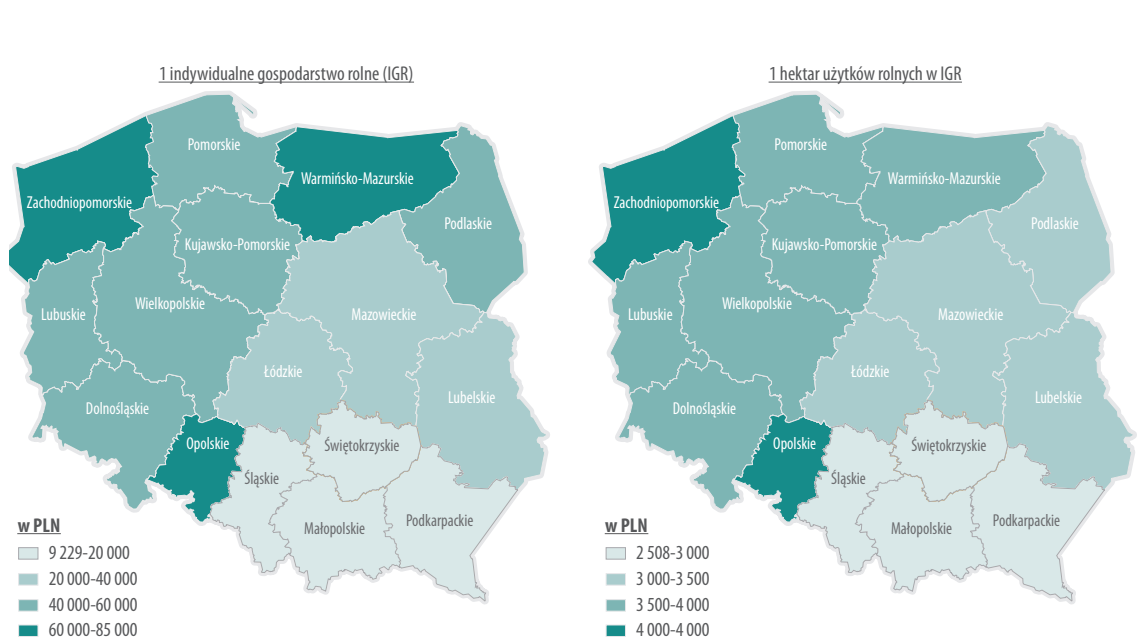 1 indywidualne gospodarstwo rolne (IGR)
Pomorskie
Warmińsko-Mazurskie
Zachodniopomorskie
Podlaskie
Kujawsko-Pomorskie
Wielkopolskie
Lubuskie
Mazowieckie
Łódzkie
Lubelskie
Dolnośląskie
Opolskie
Świętokrzyskie
Śląskie
Podkarpackie
Małopolskie
w PLN
9 229-20 000
20 000-40 000
40 000-60 000
60 000-85 000
1 hektar użytków rolnych w IGR
Pomorskie
Warmińsko-Mazurskie
Zachodniopomorskie
Podlaskie
Kujawsko-Pomorskie
Wielkopolskie
Lubuskie
Mazowieckie
Łódzkie
Lubelskie
Dolnośląskie
Opolskie
Świętokrzyskie
Śląskie
Podkarpackie
Małopolskie
w PLN
2 508-3 000
3 000-3 500
3 500-4 000
4 000-4 000